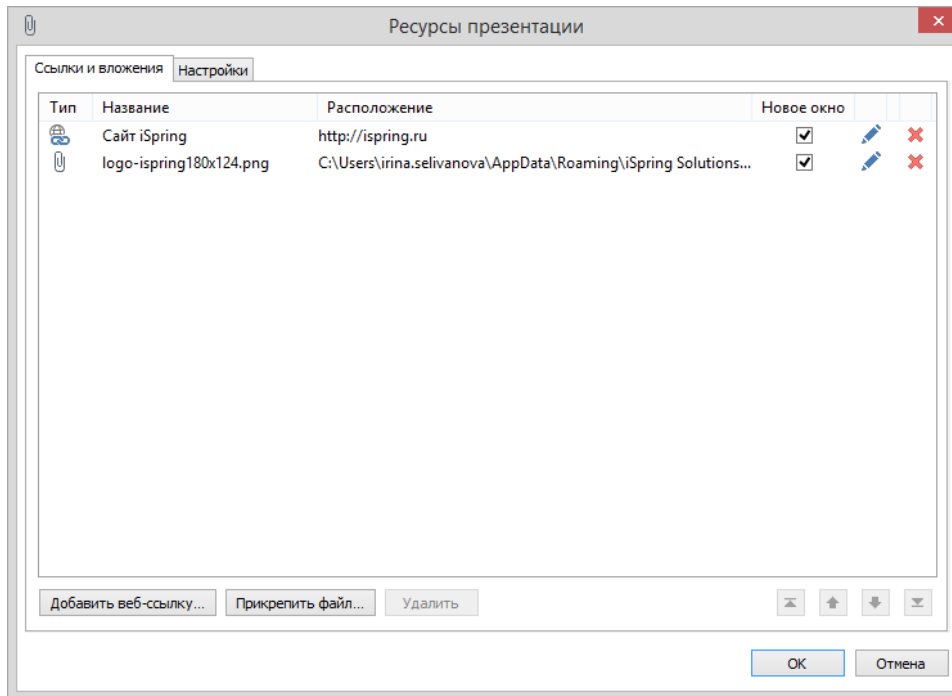 Ресурсы презентации
Ссылки и вложения Настройки
Тип Название Расположение Новое окно
Сайт iSpring http://ispring.ru
logo-ispring180x124.png C:\Users\irina.selivanova\AppData\Roaming\iSpring Solutions...
Добавить веб-ссылку... Прикрепить файл... Удалить
OK Отмена